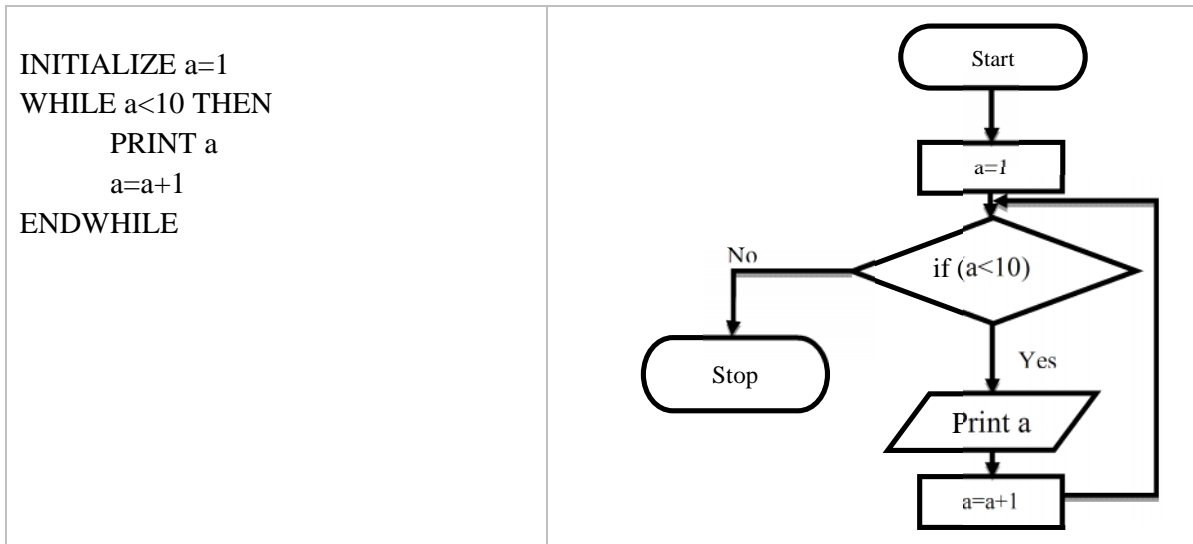 INITIALIZE a=1
WHILE a<10 THEN
PRINT a
a=a+1
ENDWHILE
Start
a=1
if (a<10)
No
Yes
Stop
Print a
a=a+1